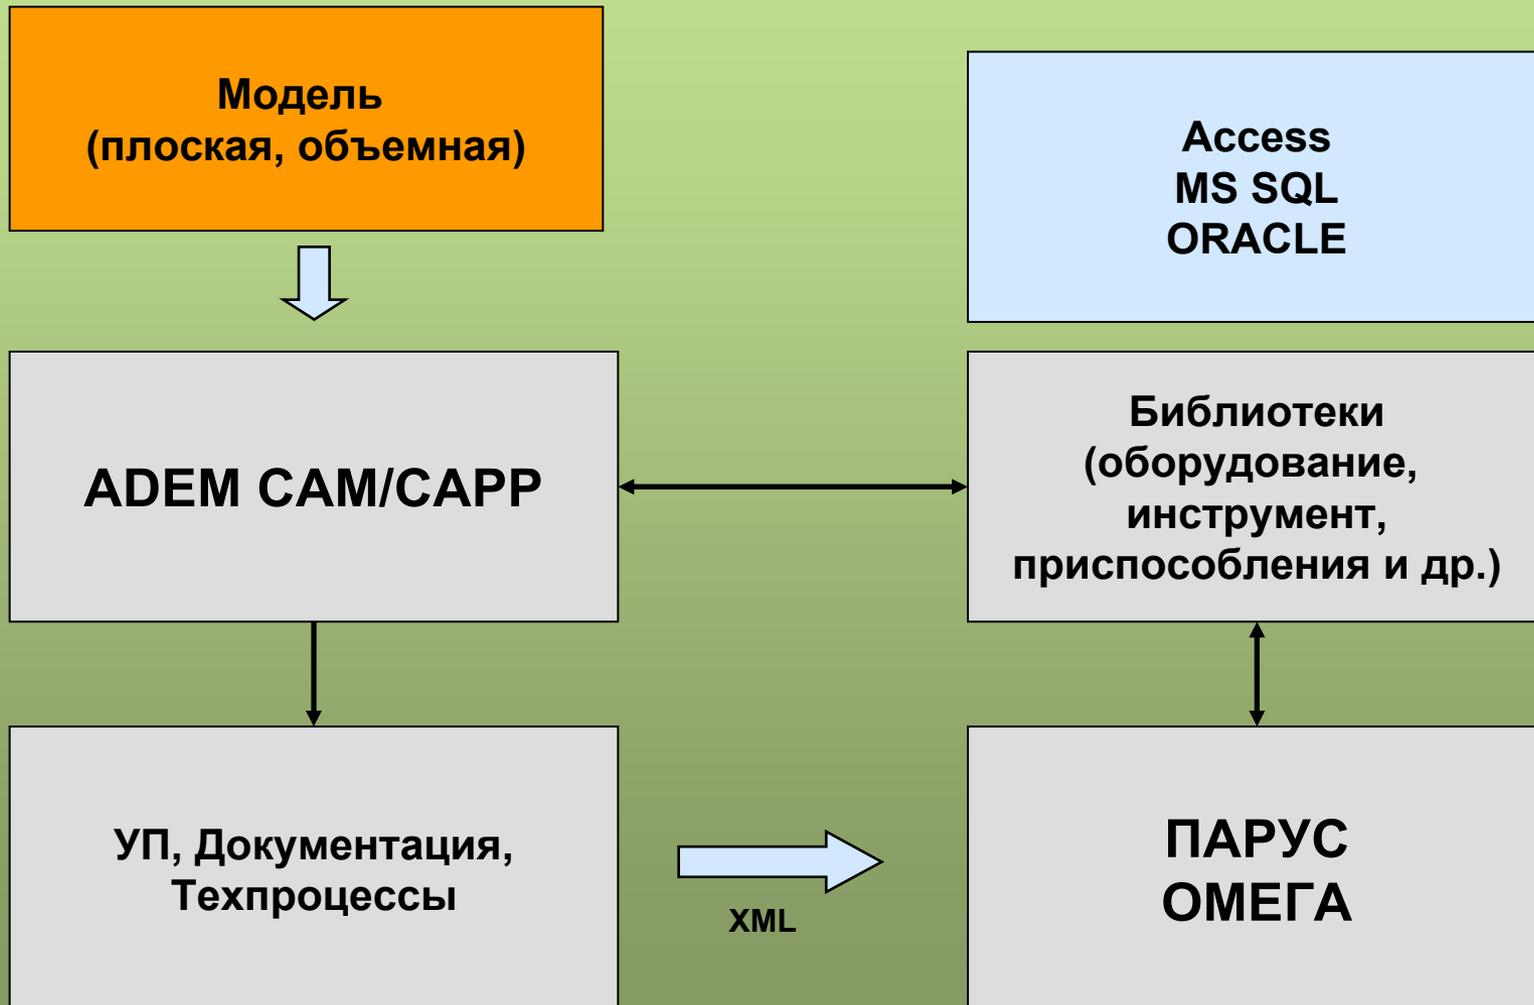 Модель
(плоская, объемная)
Access
MS SQL
ORACLE
ADEM CAM/CAPP
Библиотеки
(оборудование,
инструмент,
приспособления и др.)
УП, Документация,
Техпроцессы
XML
ПАРУС
ОМЕГА